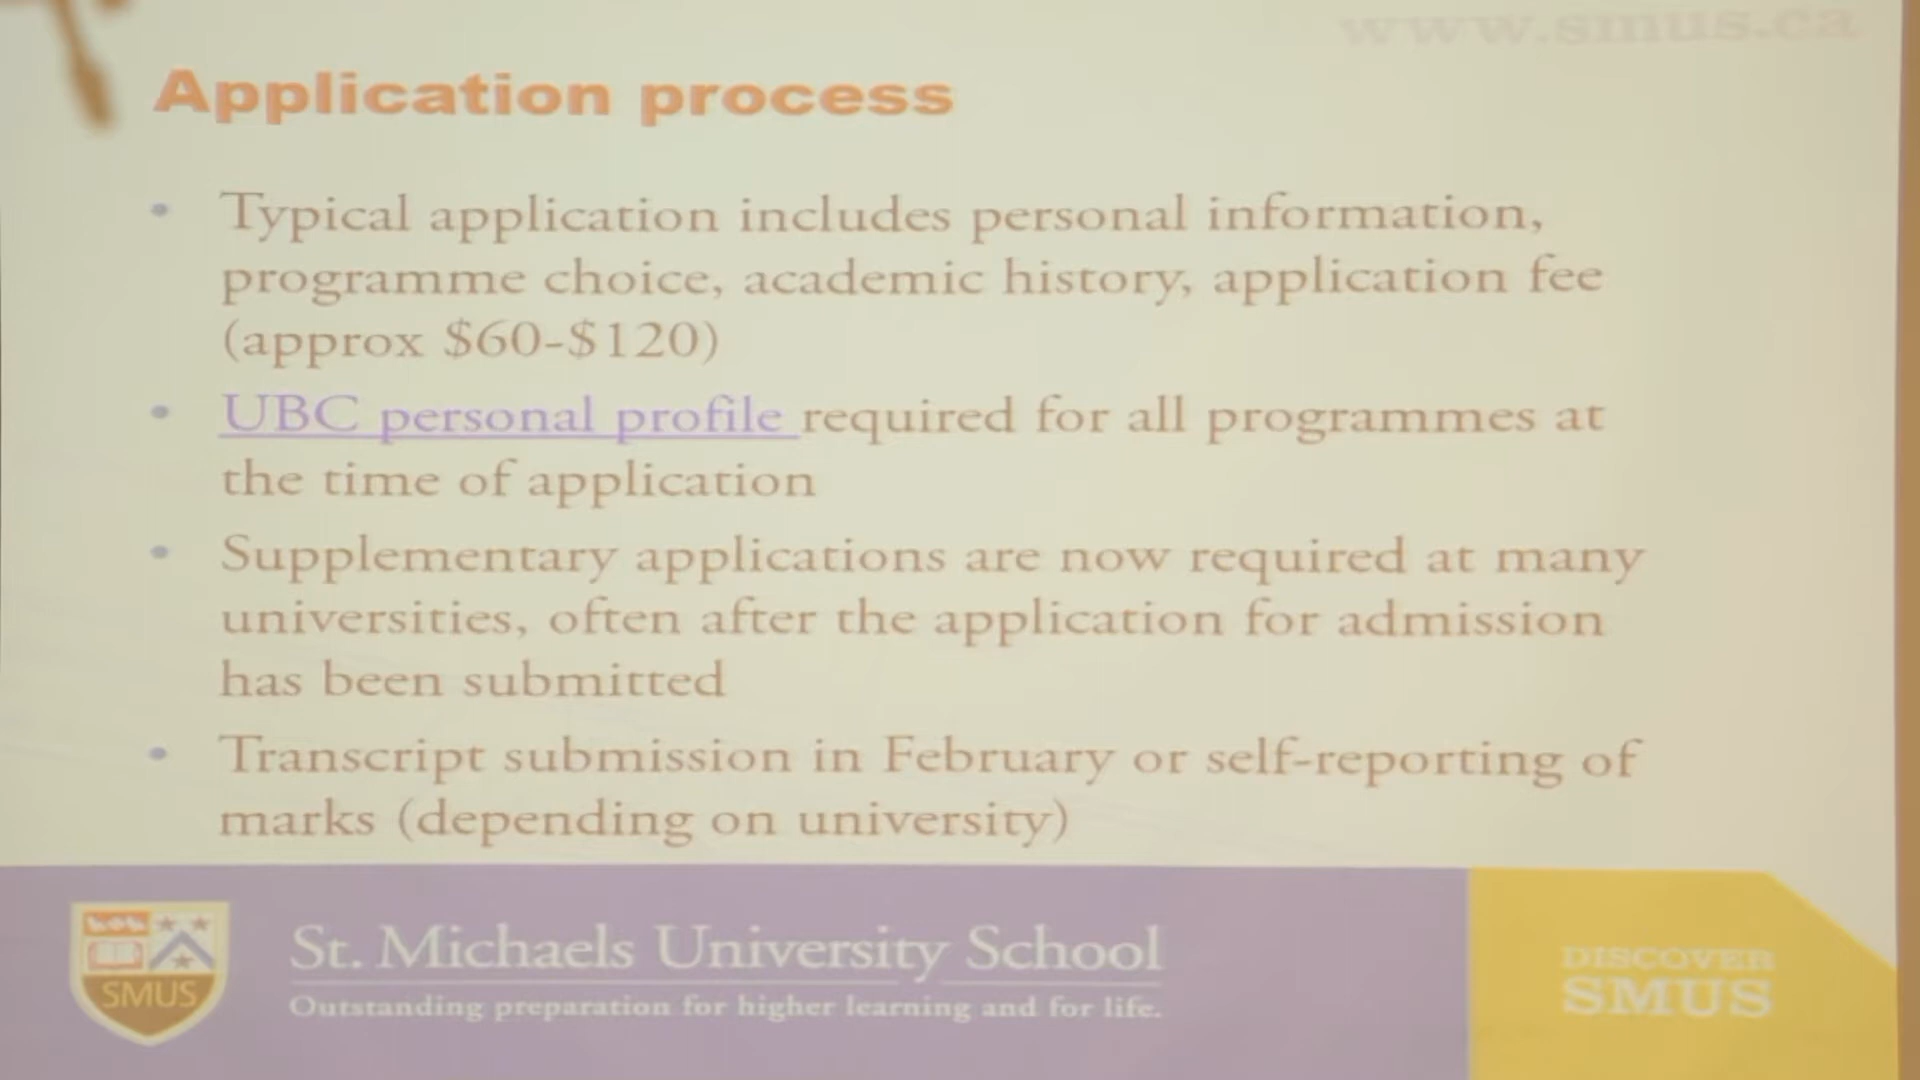 www.smus.ca
Application process
• Typical application includes personal information,
programme choice, academic history, application fee
(approx $60-$120)
• UBC personal profile required for all programmes at
the time of application
• Supplementary applications are now required at many
universities, often after the application for admission
has been submitted
• Transcript submission in February or self-reporting of
marks (depending on university)
SMUS
St. Michaels University School
Outstanding preparation for higher learning and for life.
DISCOVER
SMUS